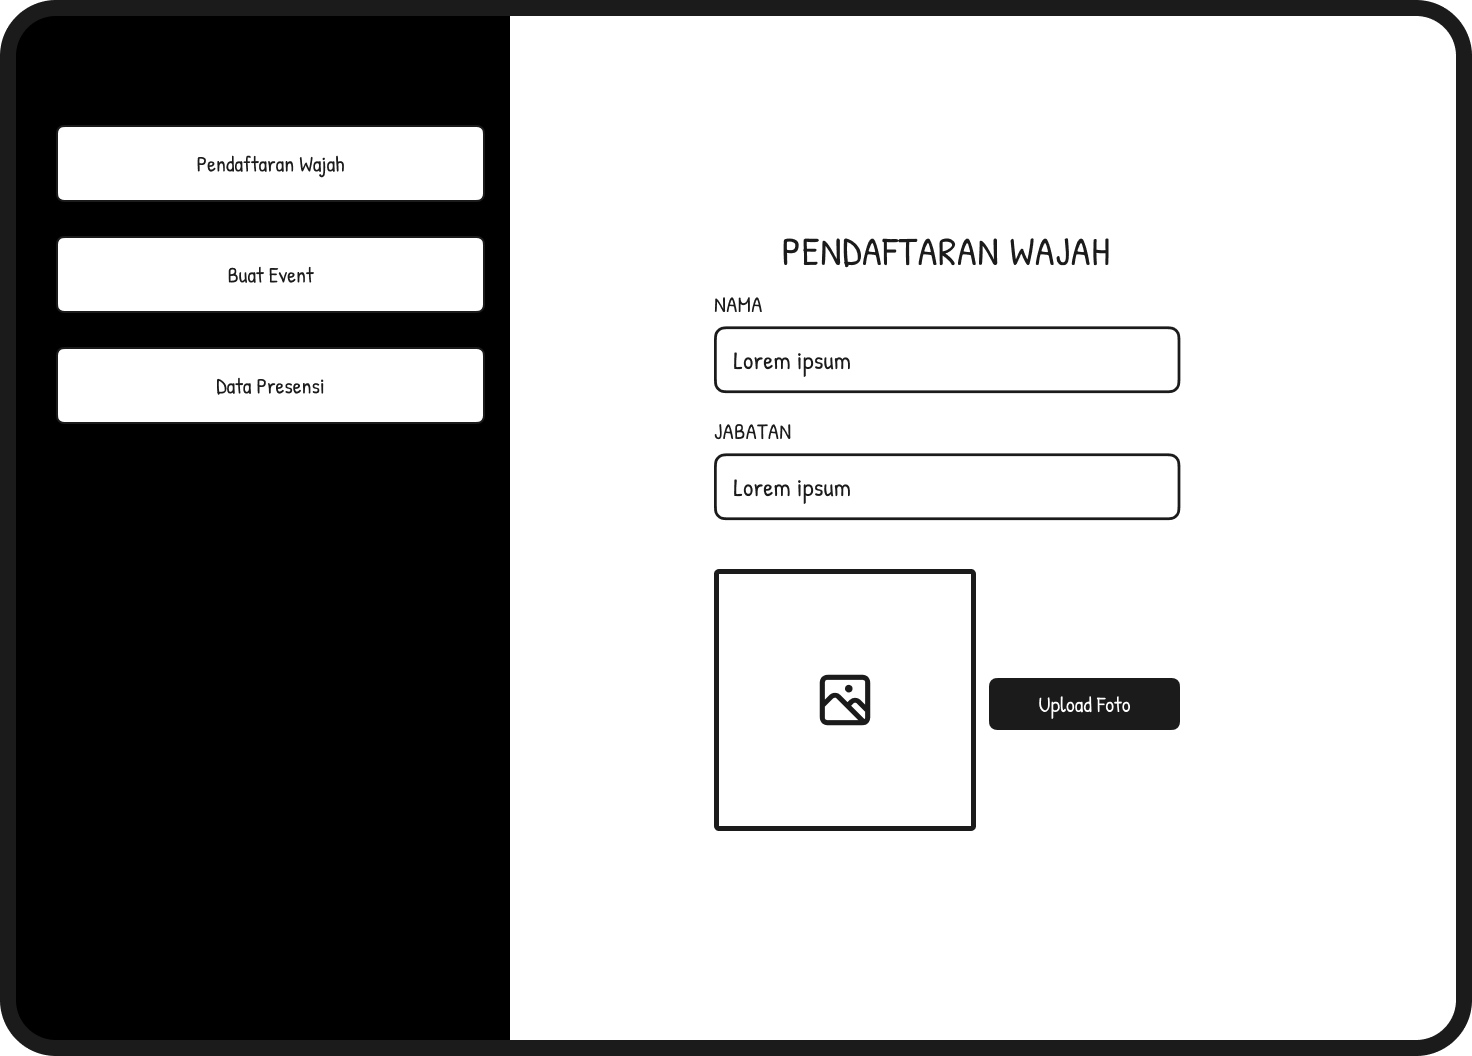 Pendaftaran Wajah
Buat Event
Data Presensi
PENDAFTARAN WAJAH
NAMA
Lorem ipsum
JABATAN
Lorem ipsum
Upload Foto